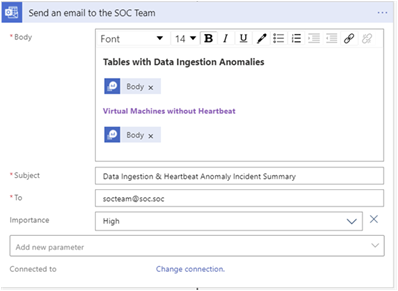 Send an email to the SOC Team
* Body
Font 14 B I U
Tables with Data Ingestion Anomalies
Body x
Virtual Machines without Heartbeat
Body x
* Subject Data Ingestion & Heartbeat Anomaly Incident Summary
* To socteam@soc.soc
Importance High
Add new parameter
Connected to Change connection.